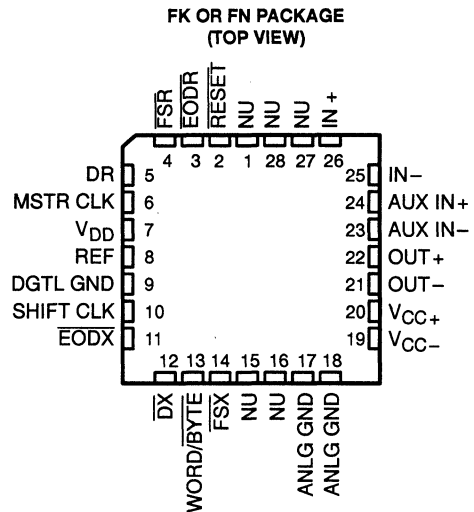 FK OR FN PACKAGE
(TOP VIEW)
FSR
EODR
RESET
NU
NU
NU
IN +
4 3 2 1 28 27 26
DR 5
MSTR CLK 6
VDD 7
REF 8
DGTL GND 9
SHIFT CLK 10
EODX 11
25 IN−
24 AUX IN+
23 AUX IN−
22 OUT+
21 OUT−
20 VCC+
19 VCC−
12 13 14 15 16 17 18
DX
WORD/BYTE
FSX
NU
NU
ANLG GND
ANLG GND